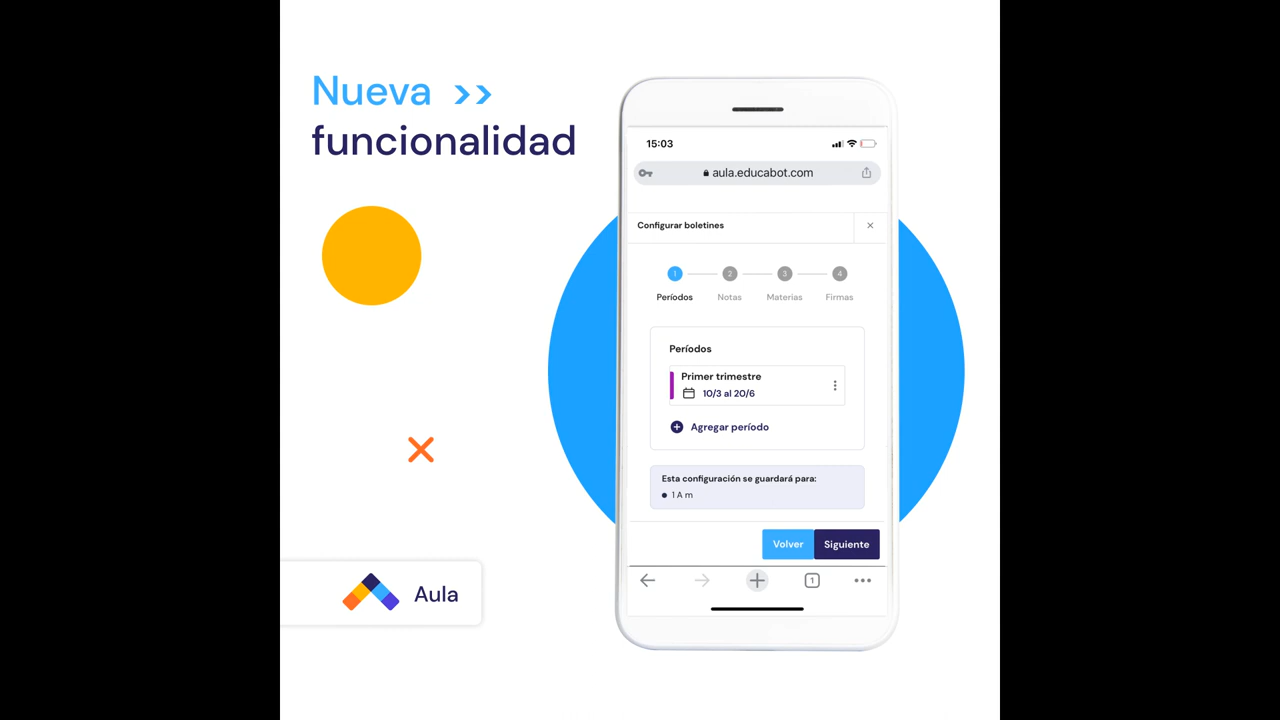 Nueva >>
funcionalidad
15:03
aula.educabot.com
Configurar boletines
1 2 3 4
Períodos Notas Materias Firmas
Períodos
Primer trimestre
10/3 al 20/6
Agregar período
Esta configuración se guardará para:
• 1 A m
Volver Siguiente
1
Aula